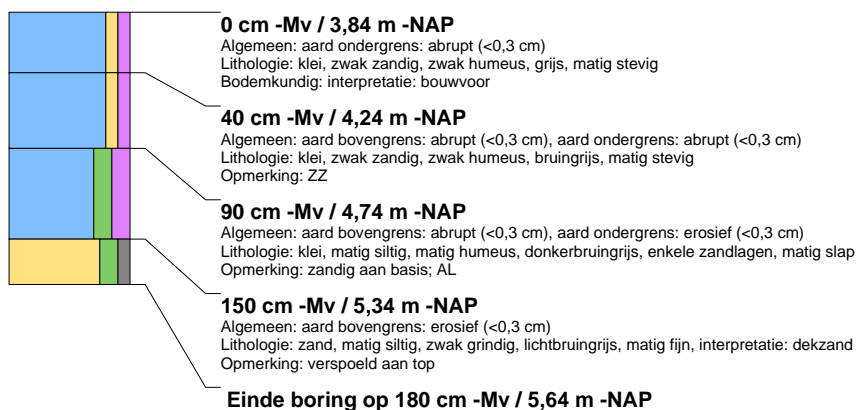 0 cm -Mv / 3,84 m -NAP
Algemeen: aard ondergrens: abrupt (<0,3 cm)
Lithologie: klei, zwak zandig, zwak humeus, grijs, matig stevig
Bodemkundig: interpretatie: bouwvoor
40 cm -Mv / 4,24 m -NAP
Algemeen: aard bovengrens: abrupt (<0,3 cm), aard ondergrens: abrupt (<0,3 cm)
Lithologie: klei, zwak zandig, zwak humeus, bruingrijs, matig stevig
Opmerking: ZZ
90 cm -Mv / 4,74 m -NAP
Algemeen: aard bovengrens: abrupt (<0,3 cm), aard ondergrens: erosief (<0,3 cm)
Lithologie: klei, matig siltig, matig humeus, donkerbruingrijs, enkele zandlagen, matig slap
Opmerking: zandig aan basis; AL
150 cm -Mv / 5,34 m -NAP
Algemeen: aard bovengrens: erosief (<0,3 cm)
Lithologie: zand, matig siltig, zwak grindig, lichtbruingrijs, matig fijn, interpretatie: dekzand
Opmerking: verspoeld aan top
Einde boring op 180 cm -Mv / 5,64 m -NAP